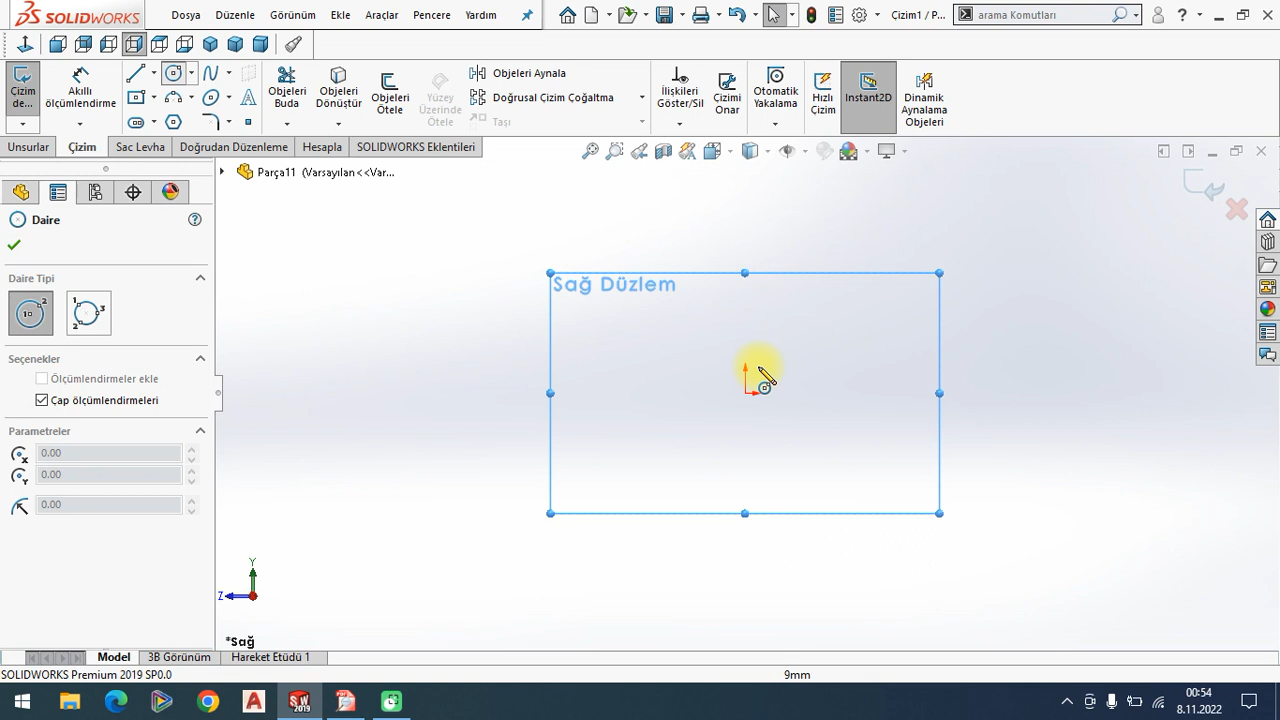 SOLIDWORKS
Dosya Düzenle Görünüm Ekle Araçlar Pencere Yardım
Çizim1 / P...
arama Komutları
Çizim de...
Akıllı ölçümlendirme
Objeleri Buda
Objeleri Dönüştür
Objeleri Ötele
Yüzey Üzerinde Ötele
Objeleri Aynala
Doğrusal Çizim Çoğaltma
Taşı
İlişkileri Göster/Sil
Çizimi Onar
Otomatik Yakalama
Hızlı Çizim
Instant2D
Dinamik Aynalama Objeleri
Unsurlar Çizim Sac Levha Doğrudan Düzenleme Hesapla SOLIDWORKS Eklentileri
Parça11 (Varsayılan<<Var...
Daire
Daire Tipi
Seçenekler
Ölçümlendirmeler ekle
Çap ölçümlendirmeleri
Parametreler
0.00
0.00
0.00
Sağ Düzlem
Y
Z
*Sağ
Model 3B Görünüm Hareket Etüdü 1
SOLIDWORKS Premium 2019 SP0.0
9mm
00:54
8.11.2022